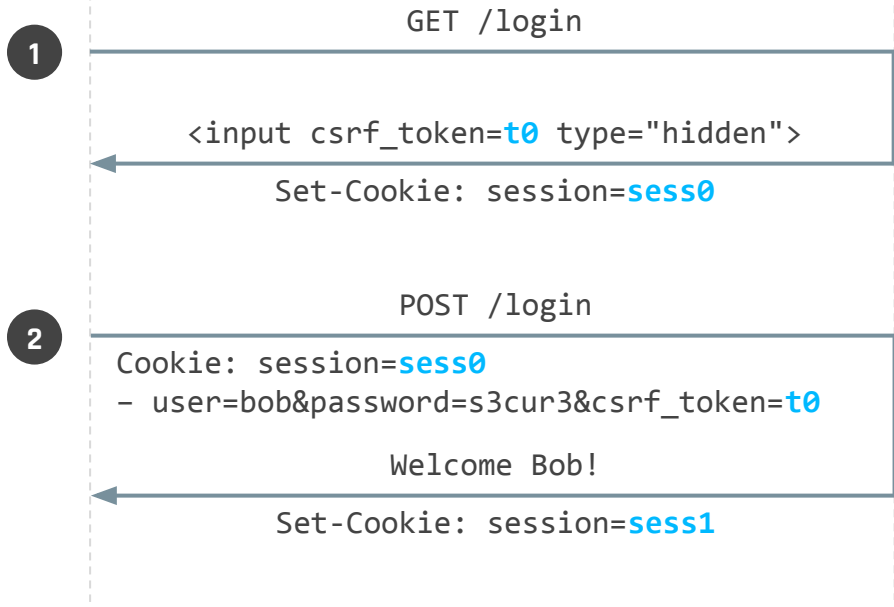 GET /login
1
<input csrf_token=t0 type="hidden">
Set-Cookie: session=sess0
POST /login
2
Cookie: session=sess0
– user=bob&password=s3cur3&csrf_token=t0
Welcome Bob!
Set-Cookie: session=sess1